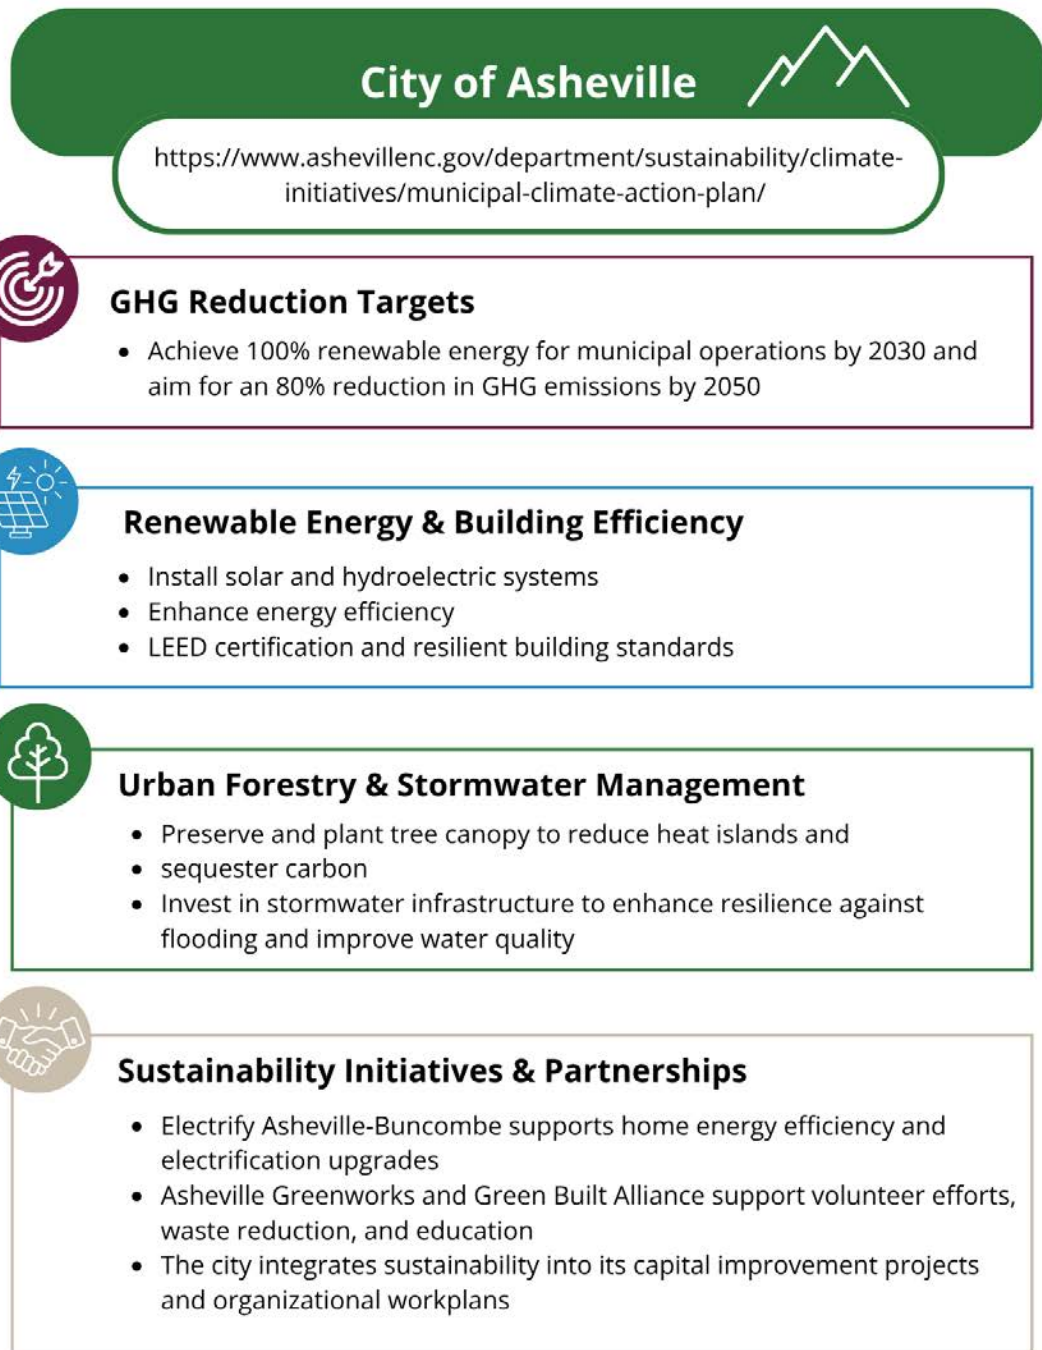 City of Asheville
https://www.ashevillenc.gov/department/sustainability/climate-
initiatives/municipal-climate-action-plan/
GHG Reduction Targets
• Achieve 100% renewable energy for municipal operations by 2030 and
aim for an 80% reduction in GHG emissions by 2050
Renewable Energy & Building Efficiency
• Install solar and hydroelectric systems
• Enhance energy efficiency
• LEED certification and resilient building standards
Urban Forestry & Stormwater Management
• Preserve and plant tree canopy to reduce heat islands and
• sequester carbon
• Invest in stormwater infrastructure to enhance resilience against
flooding and improve water quality
Sustainability Initiatives & Partnerships
• Electrify Asheville-Buncombe supports home energy efficiency and
electrification upgrades
• Asheville Greenworks and Green Built Alliance support volunteer efforts,
waste reduction, and education
• The city integrates sustainability into its capital improvement projects
and organizational workplans